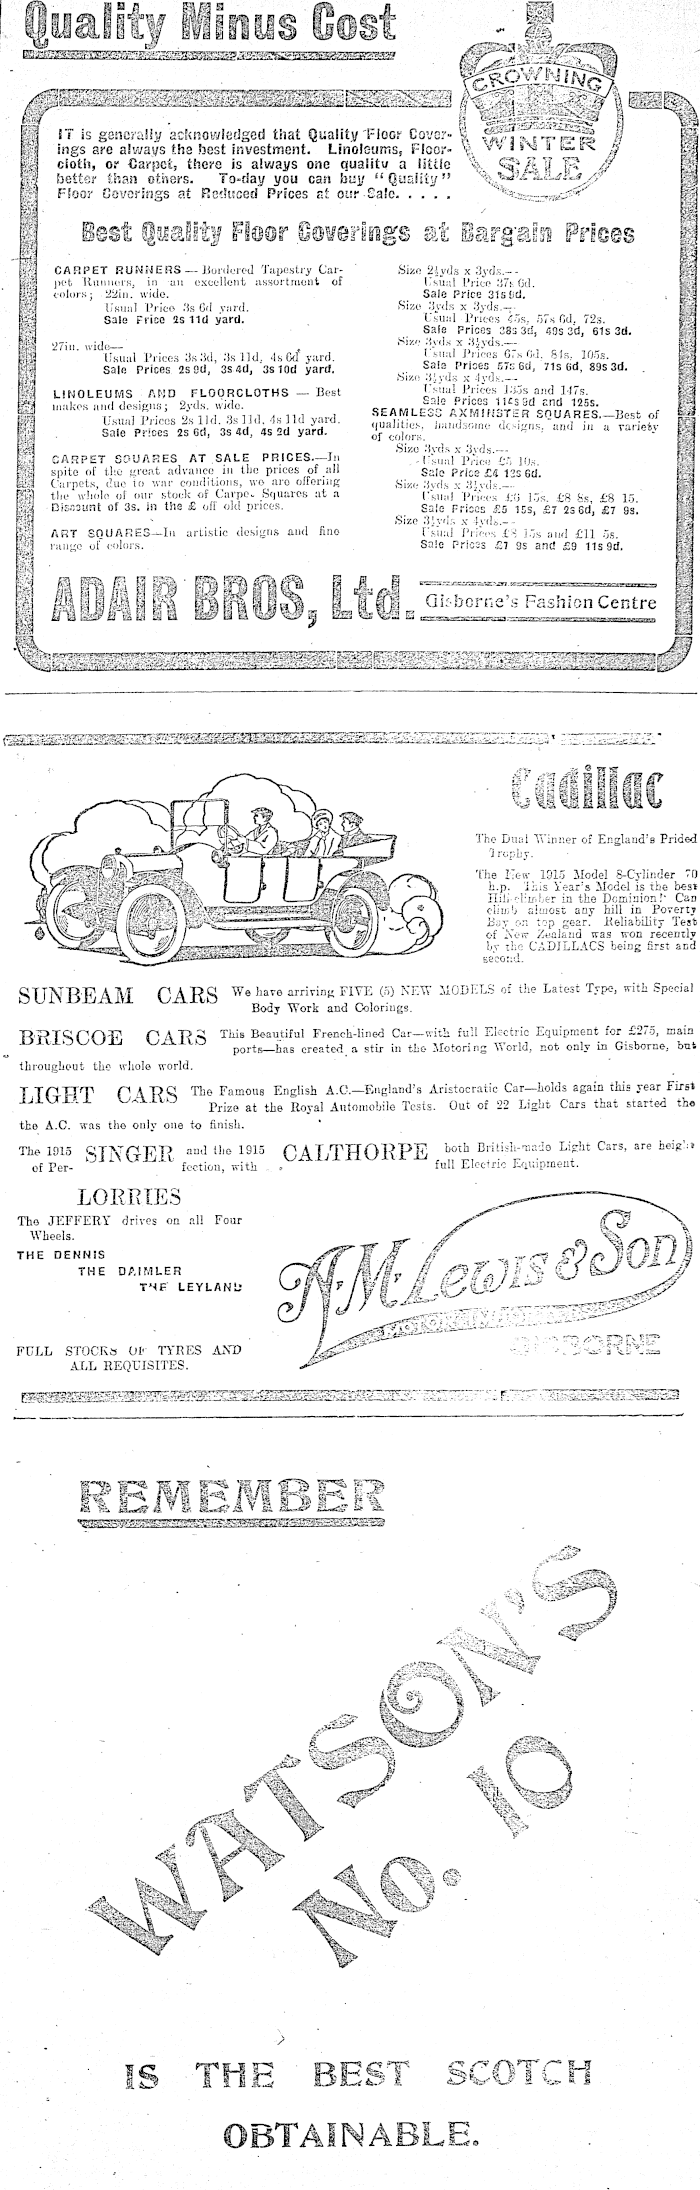 Quality Minus Cost
CROWNING
WINTER
SALE
IT is generally acknowledged that Quality Floor Cover-
ings are always the best investment. Linoleums, Floor-
cloth, or Carpet, there is always one quality a little
better than others. To-day you can buy "Quality"
Floor Coverings at Reduced Prices at our Sale. . . . .
Best Quality Floor Coverings at Bargain Prices
CARPET RUNNERS — Bordered Tapestry Car-
pet Runners, in an excellent assortment of
colors; 22in. wide.
Usual Price 3s 6d yard.
Sale Price 2s 11d yard.
27in. wide—
Usual Prices 3s 3d, 3s 11d, 4s 6d yard.
Sale Prices 2s 9d, 3s 4d, 3s 10d yard.
LINOLEUMS AND FLOORCLOTHS — Best
makes and designs; 2yds. wide.
Usual Prices 2s 11d, 3s 11d, 4s 11d yard.
Sale Prices 2s 6d, 3s 4d, 4s 2d yard.
CARPET SQUARES AT SALE PRICES.—In
spite of the great advance in the prices of all
Carpets, due to war conditions, we are offering
the whole of our stock of Carpe. Squares at a
Discount of 3s. in the £ off old prices.
ART SQUARES—In artistic designs and fine
range of colors.
Size 2½yds x 3yds.—
Usual Price 37s 6d.
Sale Price 31s 9d.
Size 3yds x 3yds.—
Usual Prices 45s, 57s 6d, 72s.
Sale Prices 38s 3d, 49s 3d, 61s 3d.
Size 3yds x 3½yds.—
Usual Prices 67s 6d, 84s, 105s.
Sale Prices 57s 6d, 71s 6d, 89s 3d.
Size 3½yds x 4yds.—
Usual Prices 135s and 147s.
Sale Prices 114s 9d and 125s.
SEAMLESS AXMINSTER SQUARES.—Best of
qualities, handsome designs, and in a variety
of colors.
Size 3yds x 3yds.—
Usual Price £5 10s.
Sale Price £4 13s 6d.
Size 3yds x 3½yds.—
Usual Prices £6 15s, £8 8s, £8 15.
Sale Prices £5 15s, £7 2s 6d, £7 9s.
Size 3½yds x 4yds.—
Usual Prices £8 15s and £11 5s.
Sale Prices £7 9s and £9 11s 9d.
ADAIR BROS, Ltd. Gisborne's Fashion Centre
Cadillac
The Dual Winner of England's Prided
Trophy.
The New 1915 Model 8-Cylinder 70
h.p. This Year's Model is the best
Hill-climber in the Dominion! Can
climb almost any hill in Poverty
Bay on top gear. Reliability Test
of New Zealand was won recently
by the CADILLACS being first and
second.
SUNBEAM CARS We have arriving FIVE (5) NEW MODELS of the Latest Type, with Special
Body Work and Colorings.
BRISCOE CARS This Beautiful French-lined Car—with full Electric Equipment for £275, main
ports—has created a stir in the Motoring World, not only in Gisborne, but
throughout the whole world.
LIGHT CARS The Famous English A.C.—England's Aristocratic Car—holds again this year First
Prize at the Royal Automobile Tests. Out of 22 Light Cars that started the
the A.C. was the only one to finish.
The 1915 SINGER and the 1915 CALTHORPE both British-made Light Cars, are height
of Per- fection, with full Electric Equipment.
LORRIES
The JEFFERY drives on all Four
Wheels.
THE DENNIS
THE DAIMLER
THE LEYLAND
FULL STOCKS OF TYRES AND
ALL REQUISITES.
A. M. Lewis & Son
MOTOR
GISBORNE
REMEMBER
WATSON'S
No. 10
IS THE BEST SCOTCH
OBTAINABLE.